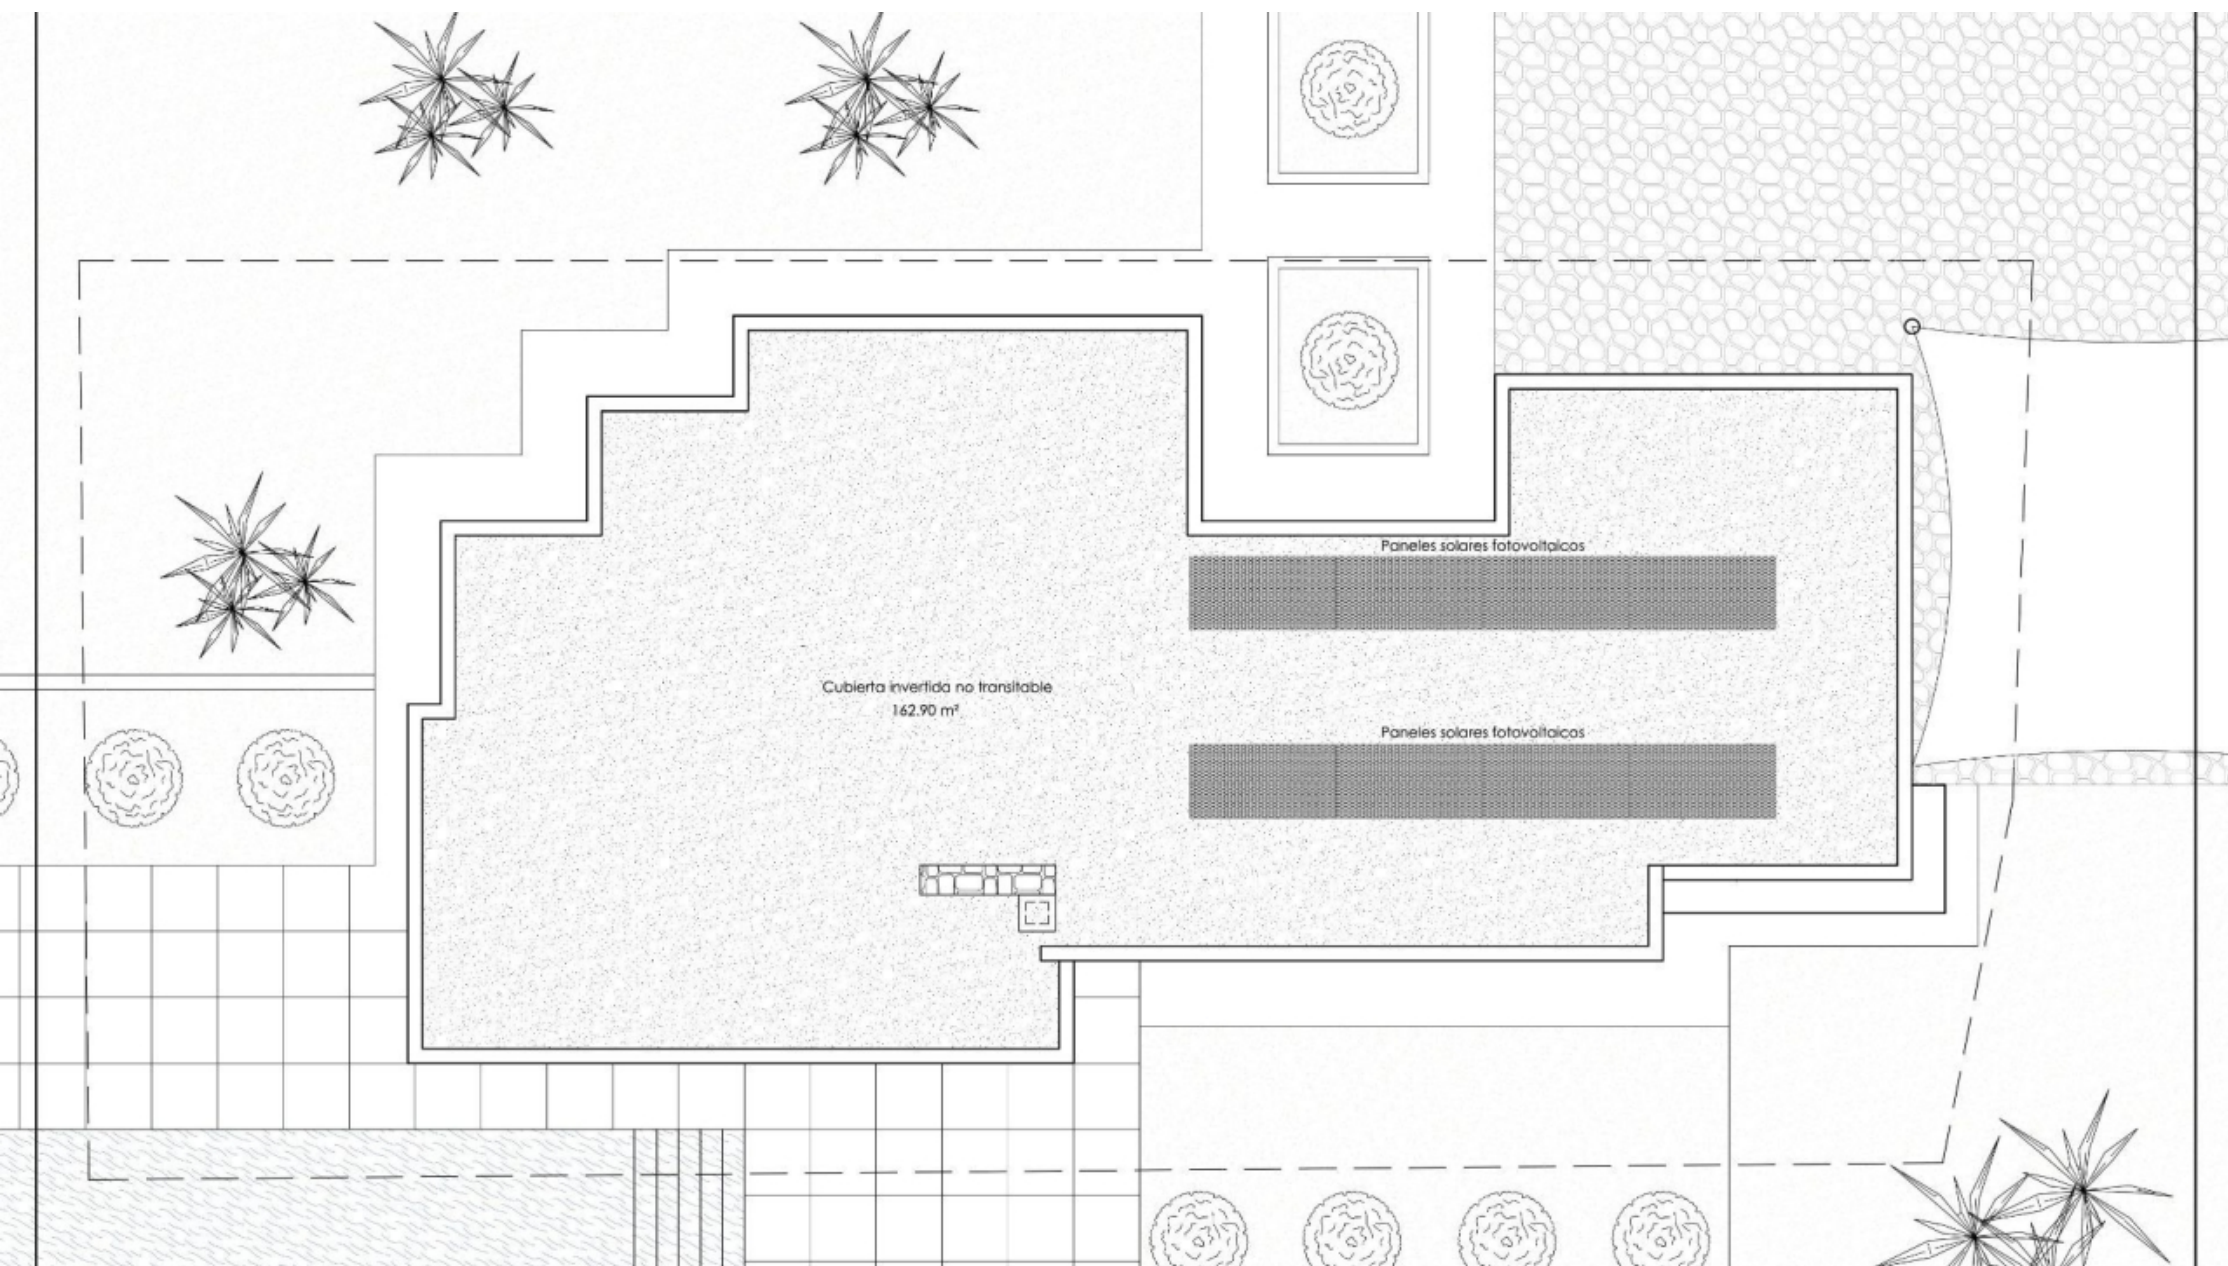 Paneles solares fotovoltaicos
Cubierta invertida no transitable
162.90 m²
Paneles solares fotovoltaicos